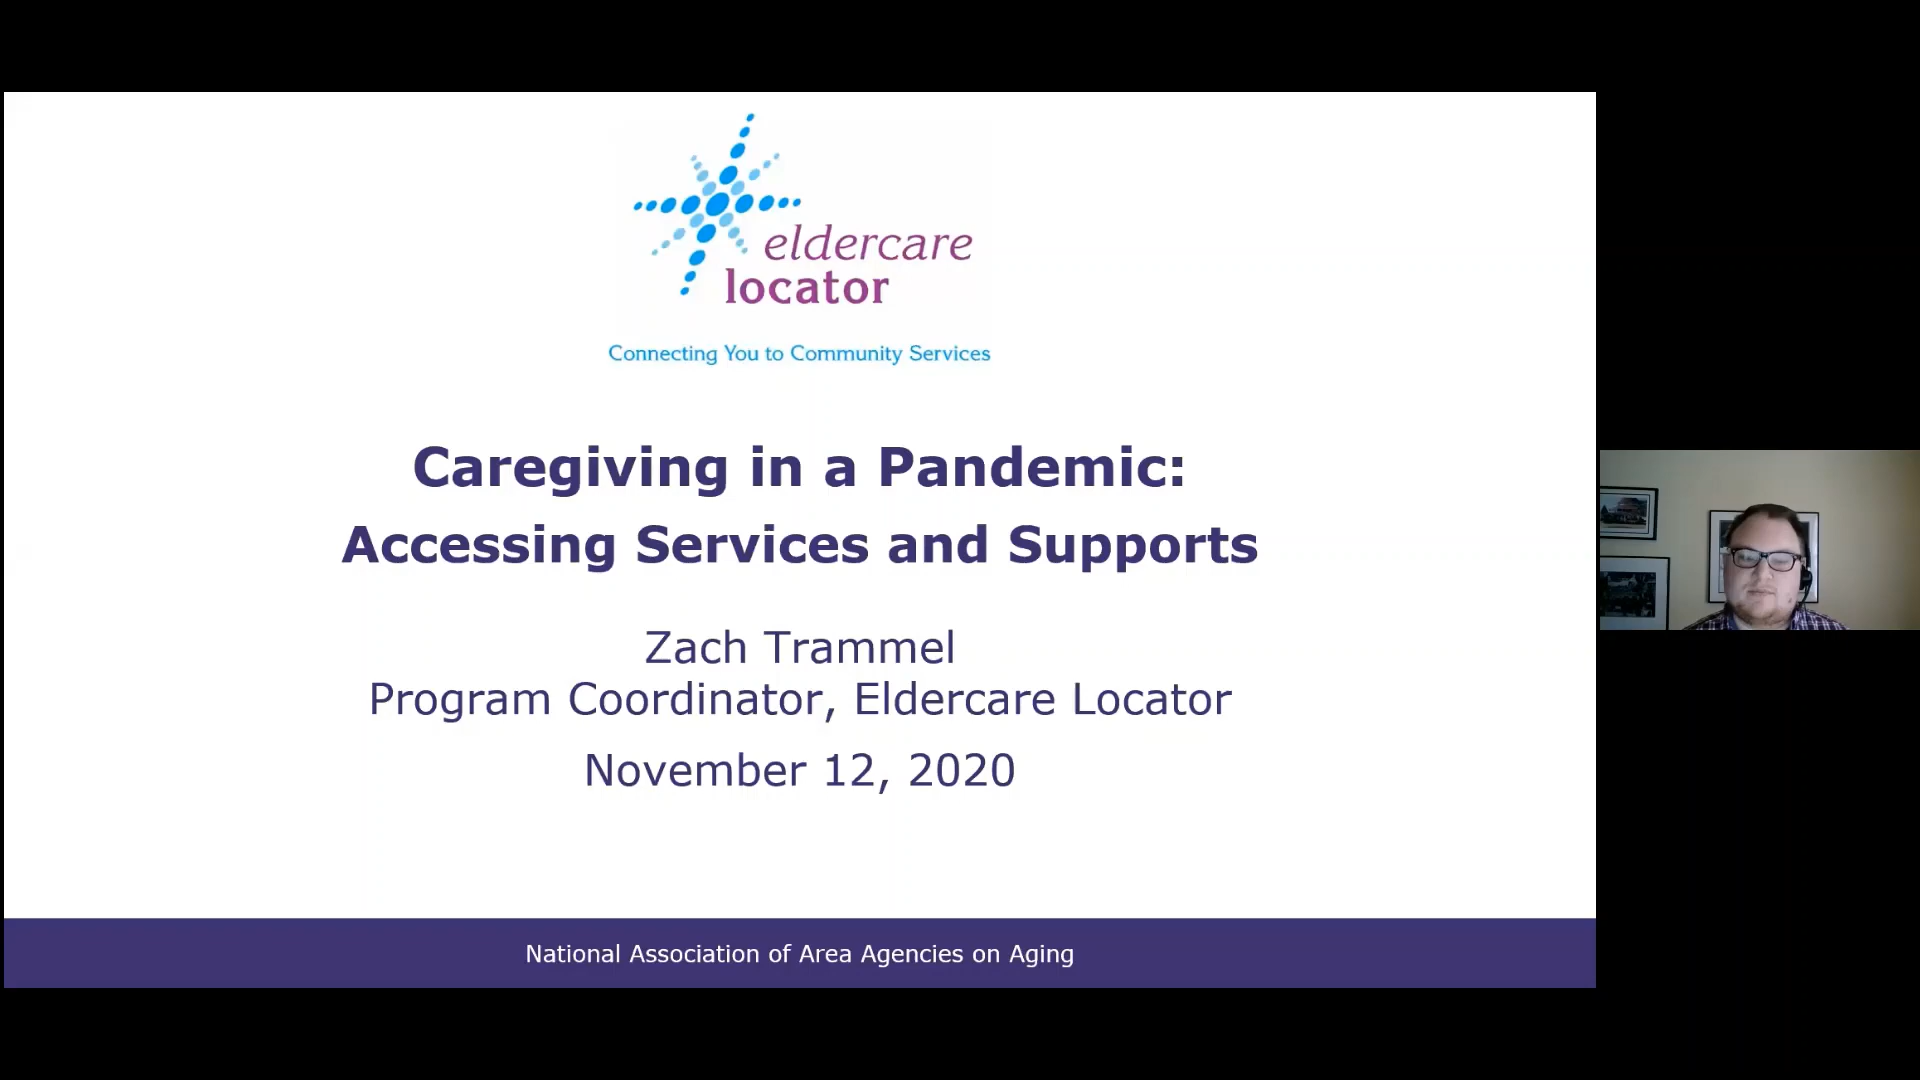 eldercare
locator
Connecting You to Community Services
Caregiving in a Pandemic:
Accessing Services and Supports
Zach Trammel
Program Coordinator, Eldercare Locator
November 12, 2020
National Association of Area Agencies on Aging